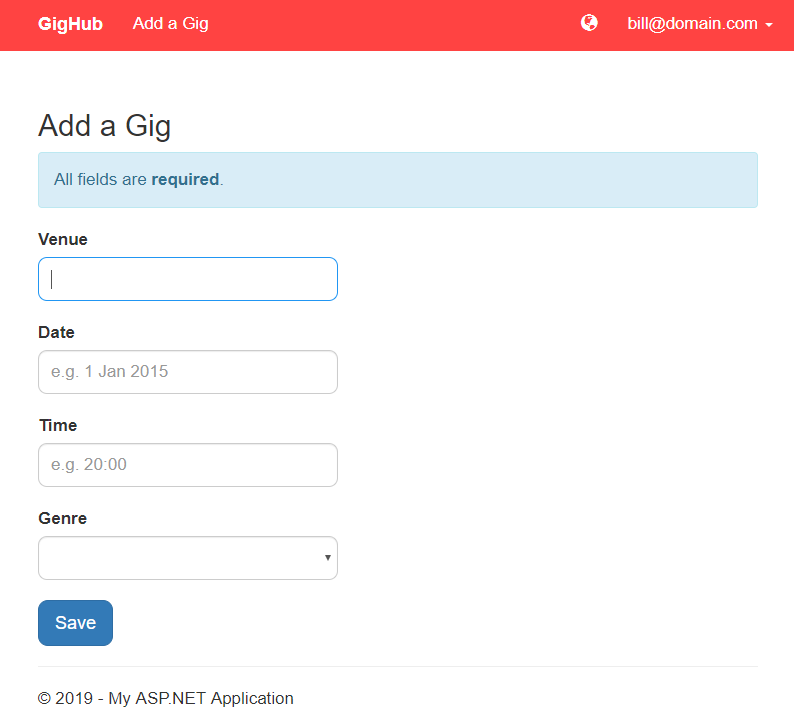 GigHub Add a Gig bill@domain.com
Add a Gig
All fields are required.
Venue
Date
e.g. 1 Jan 2015
Time
e.g. 20:00
Genre
Save
© 2019 - My ASP.NET Application